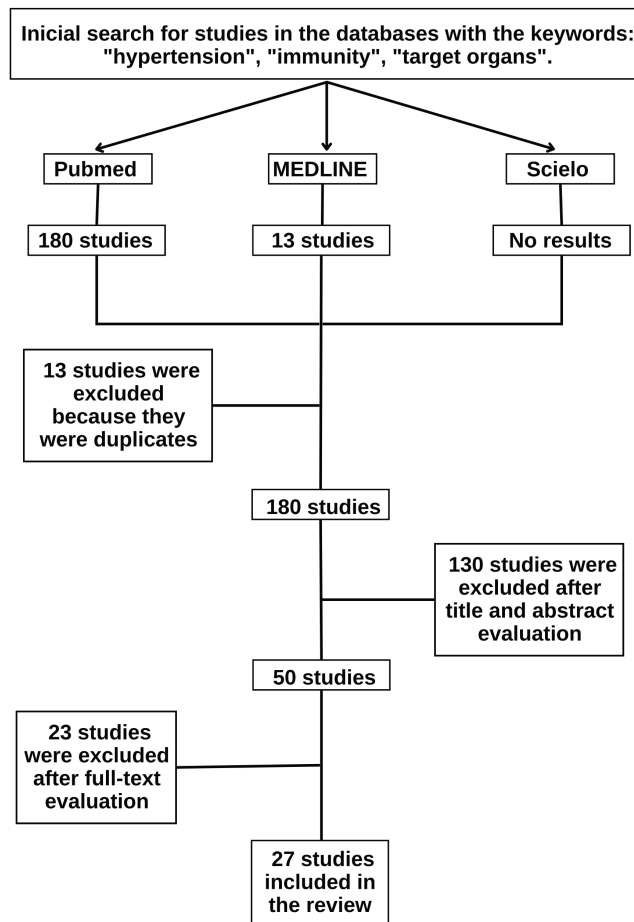 Inicial search for studies in the databases with the keywords:
"hypertension", "immunity", "target organs".
Pubmed
MEDLINE
Scielo
180 studies
13 studies
No results
13 studies were
excluded
because they
were duplicates
180 studies
130 studies were
excluded after
title and abstract
evaluation
50 studies
23 studies
were excluded
after full-text
evaluation
27 studies
included in
the review